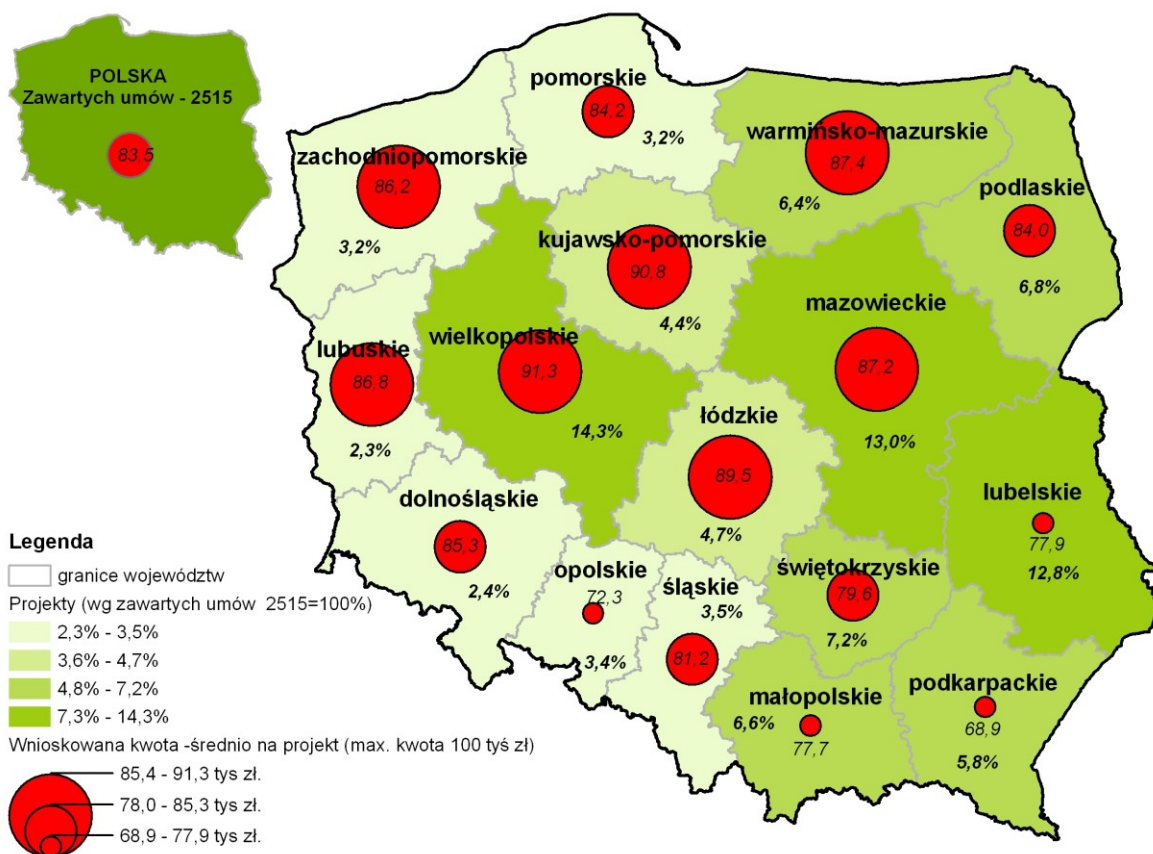 POLSKA
Zawartych umów - 2515
83,5
pomorskie
84,2
3,2%
warmińsko-mazurskie
87,4
6,4%
zachodniopomorskie
86,2
3,2%
podlaskie
84,0
6,8%
kujawsko-pomorskie
90,8
4,4%
mazowieckie
87,2
13,0%
wielkopolskie
91,3
14,3%
lubuskie
86,8
2,3%
łódzkie
89,5
4,7%
lubelskie
77,9
12,8%
dolnośląskie
85,3
2,4%
opolskie
72,3
3,4%
śląskie
3,5%
81,2
świętokrzyskie
79,6
7,2%
małopolskie
6,6%
77,7
podkarpackie
68,9
5,8%
Legenda
granice województw
Projekty (wg zawartych umów 2515=100%)
2,3% - 3,5%
3,6% - 4,7%
4,8% - 7,2%
7,3% - 14,3%
Wnioskowana kwota -średnio na projekt (max. kwota 100 tyś zł)
85,4 - 91,3 tys zł.
78,0 - 85,3 tys zł.
68,9 - 77,9 tys zł.